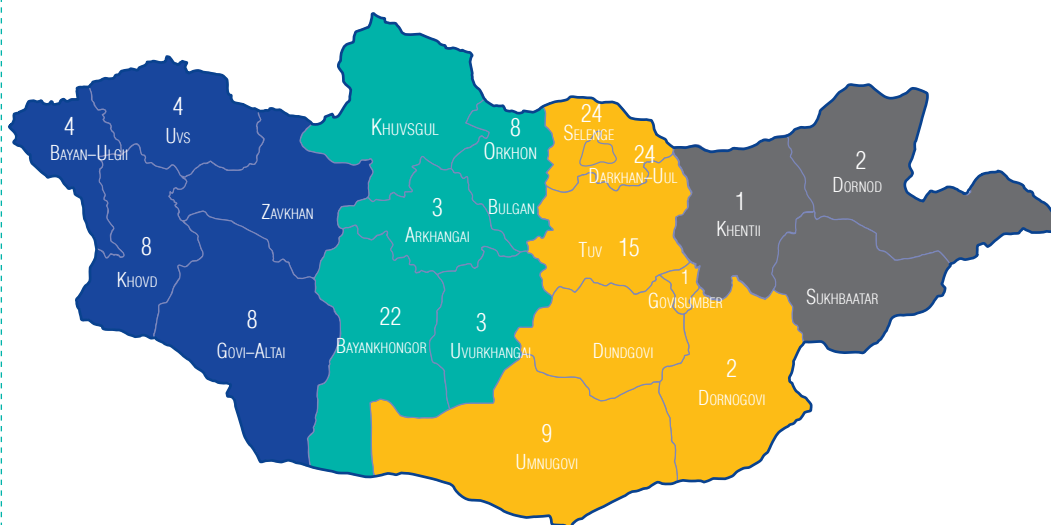 4
Bayan–Ulgii
4
Uvs
Zavkhan
8
Khovd
8
Govi–Altai
Khuvsgul
8
Orkhon
Bulgan
3
Arkhangai
22
Bayankhongor
3
Uvurkhangai
24
Selenge
24
Darkhan–Uul
Tuv 15
1
Govisumber
Dundgovi
2
Dornogovi
9
Umnugovi
1
Khentii
2
Dornod
Sukhbaatar